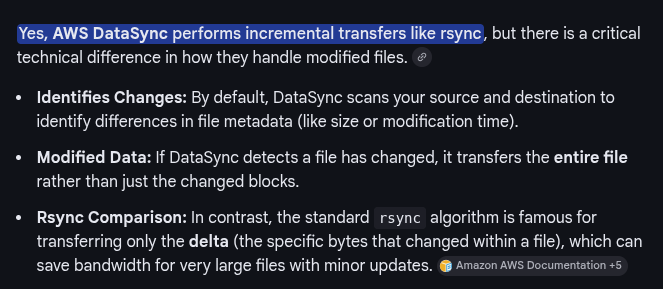 Yes, AWS DataSync performs incremental transfers like rsync, but there is a critical
technical difference in how they handle modified files.
• Identifies Changes: By default, DataSync scans your source and destination to
identify differences in file metadata (like size or modification time).
• Modified Data: If DataSync detects a file has changed, it transfers the entire file
rather than just the changed blocks.
• Rsync Comparison: In contrast, the standard rsync algorithm is famous for
transferring only the delta (the specific bytes that changed within a file), which can
save bandwidth for very large files with minor updates. Amazon AWS Documentation +5